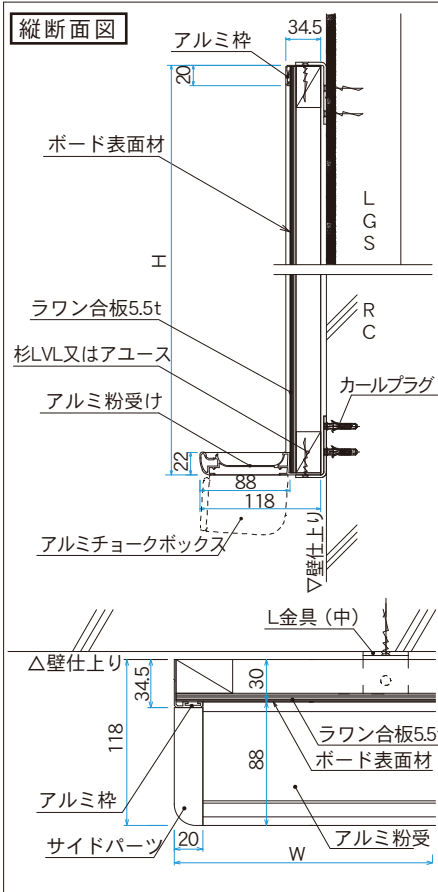 縦断面図
アルミ枠
34.5
20
ボード表面材
H
LGS
ラワン合板5.5t
RC
杉LVL又はアユース
カールプラグ
アルミ粉受け
22
88
118
アルミチョークボックス
▽壁仕上り
L金具(中)
△壁仕上り
34.5
30
118
ラワン合板5.5t
ボード表面材
88
アルミ枠
サイドパーツ
20
アルミ粉受
W